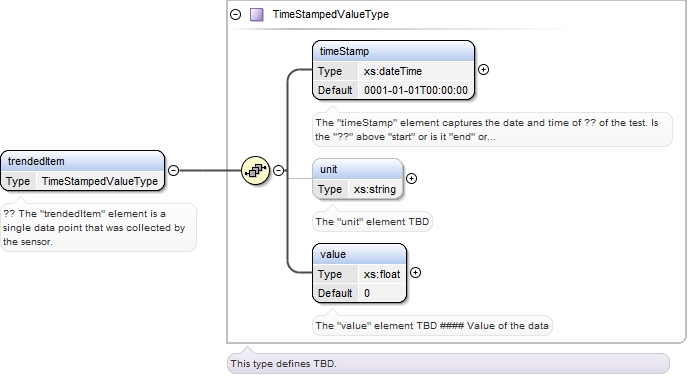 TimeStampedValueType
timeStamp
Type xs:dateTime
Default 0001-01-01T00:00:00
The "timeStamp" element captures the date and time of ?? of the test. Is
the "??" above "start" or is it "end" or...
trendedItem
Type TimeStampedValueType
?? The "trendedItem" element is a
single data point that was collected by
the sensor.
unit
Type xs:string
The "unit" element TBD
value
Type xs:float
Default 0
The "value" element TBD #### Value of the data
This type defines TBD.